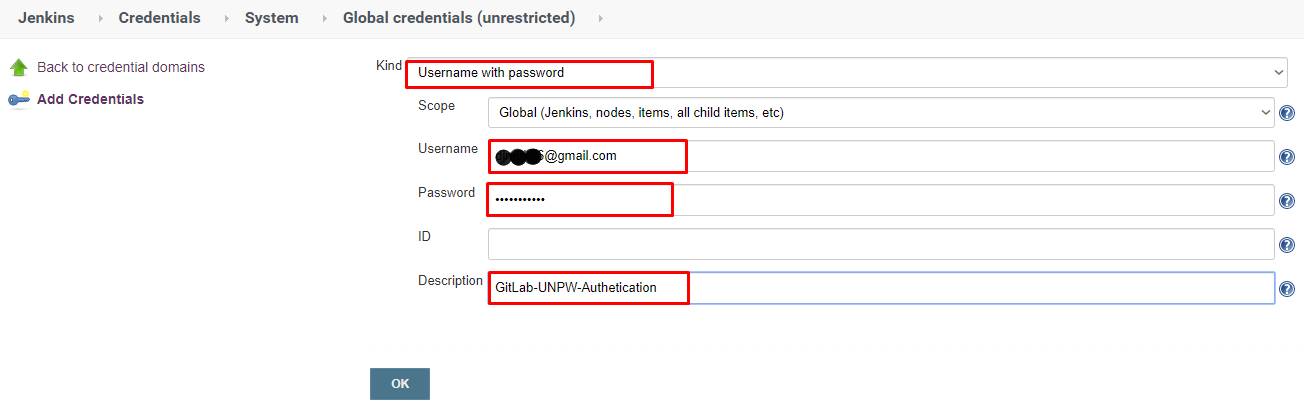 Jenkins Credentials System Global credentials (unrestricted)
Back to credential domains
Add Credentials
Kind Username with password
Scope Global (Jenkins, nodes, items, all child items, etc)
Username @gmail.com
Password •••••••••••
ID
Description GitLab-UNPW-Authetication
OK